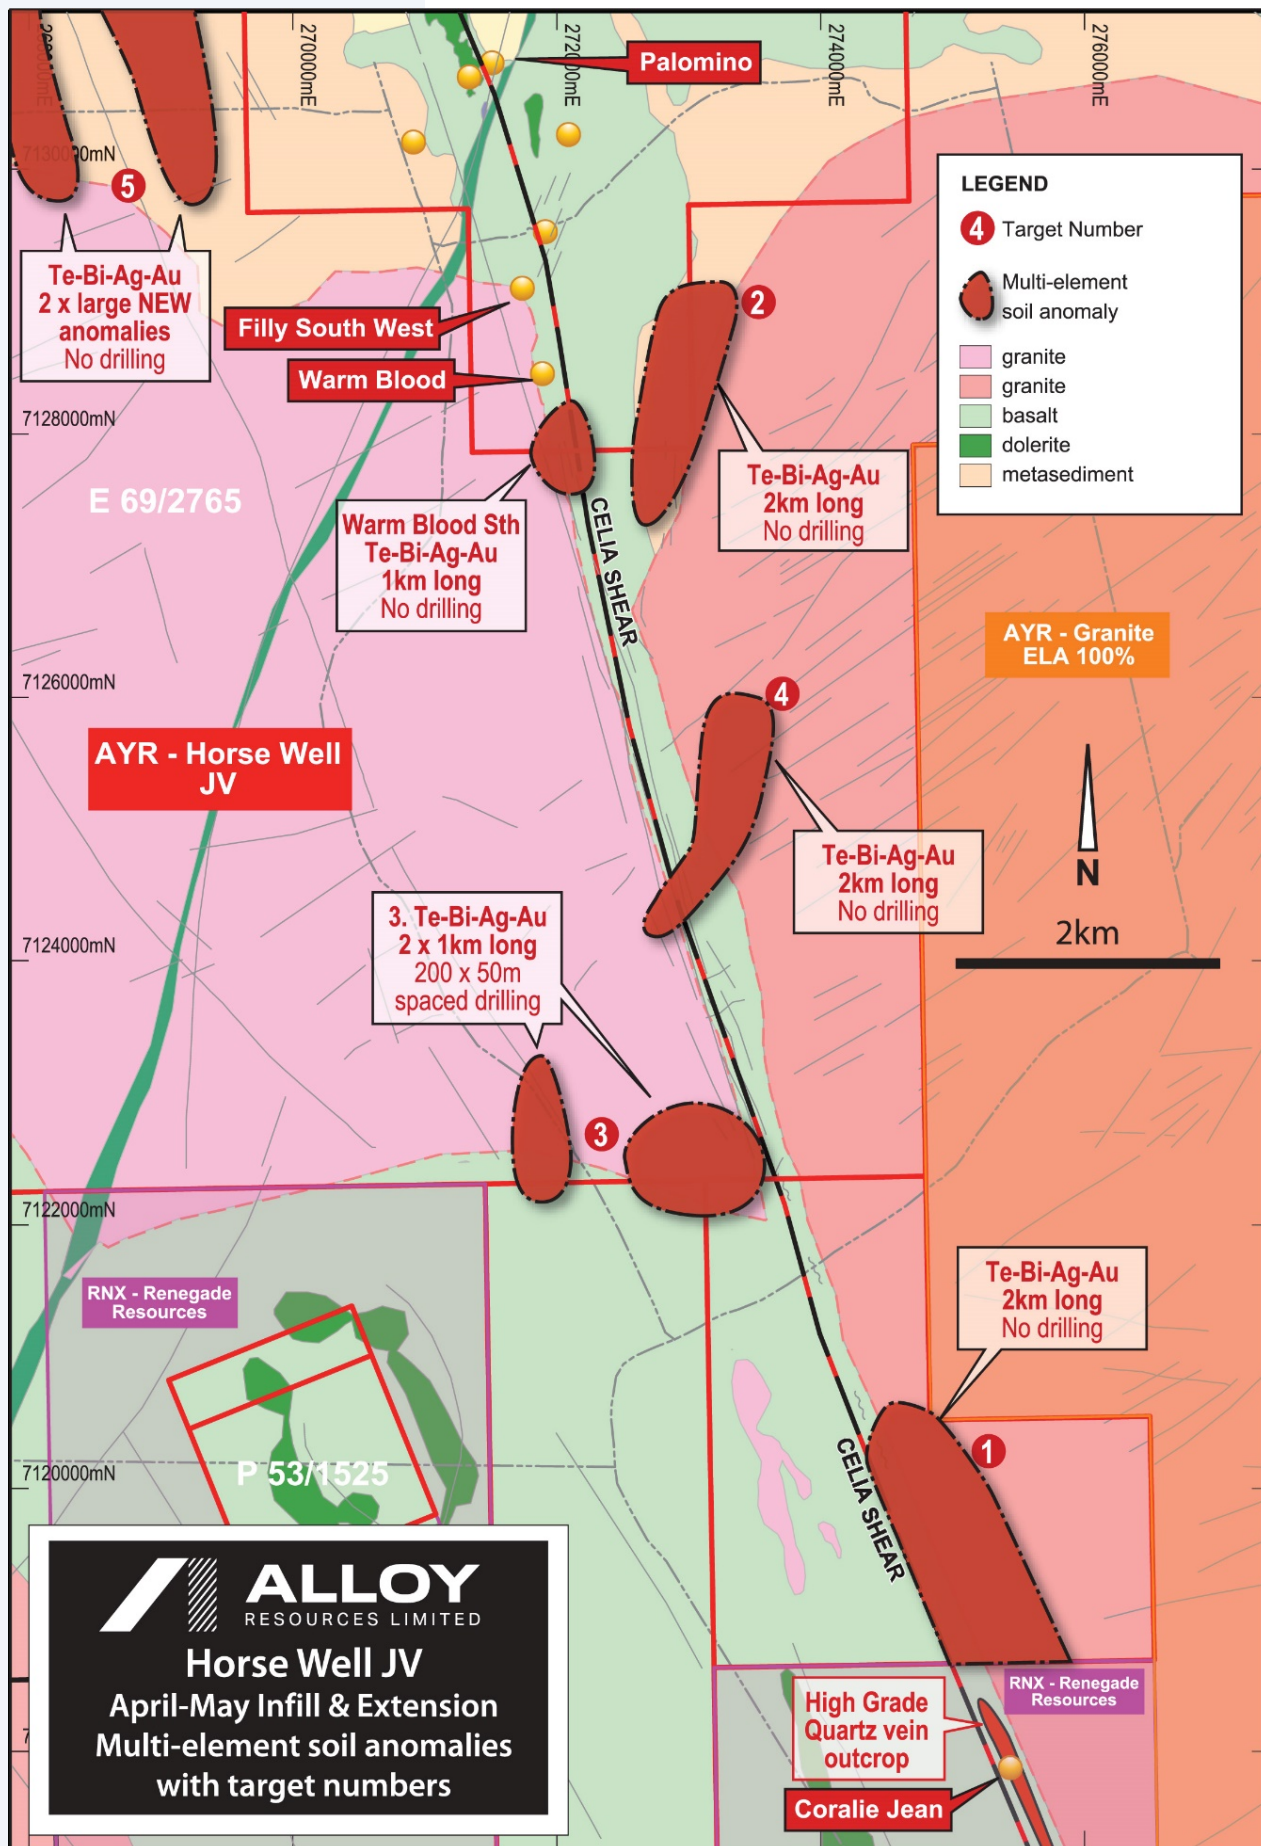 268000mE
270000mE
272000mE
274000mE
276000mE
Palomino
7130000mN
5
LEGEND
4 Target Number
Multi-element
soil anomaly
granite
granite
basalt
dolerite
metasediment
Te-Bi-Ag-Au
2 x large NEW
anomalies
No drilling
Filly South West
2
Warm Blood
7128000mN
Te-Bi-Ag-Au
2km long
No drilling
E 69/2765
Warm Blood Sth
Te-Bi-Ag-Au
1km long
No drilling
CELIA SHEAR
AYR - Granite
ELA 100%
7126000mN
4
AYR - Horse Well
JV
Te-Bi-Ag-Au
2km long
No drilling
N
2km
3. Te-Bi-Ag-Au
2 x 1km long
200 x 50m
spaced drilling
7124000mN
3
7122000mN
RNX - Renegade
Resources
Te-Bi-Ag-Au
2km long
No drilling
1
CELIA SHEAR
P 53/1525
7120000mN
ALLOY
RESOURCES LIMITED
Horse Well JV
April-May Infill & Extension
Multi-element soil anomalies
with target numbers
RNX - Renegade
Resources
High Grade
Quartz vein
outcrop
Coralie Jean